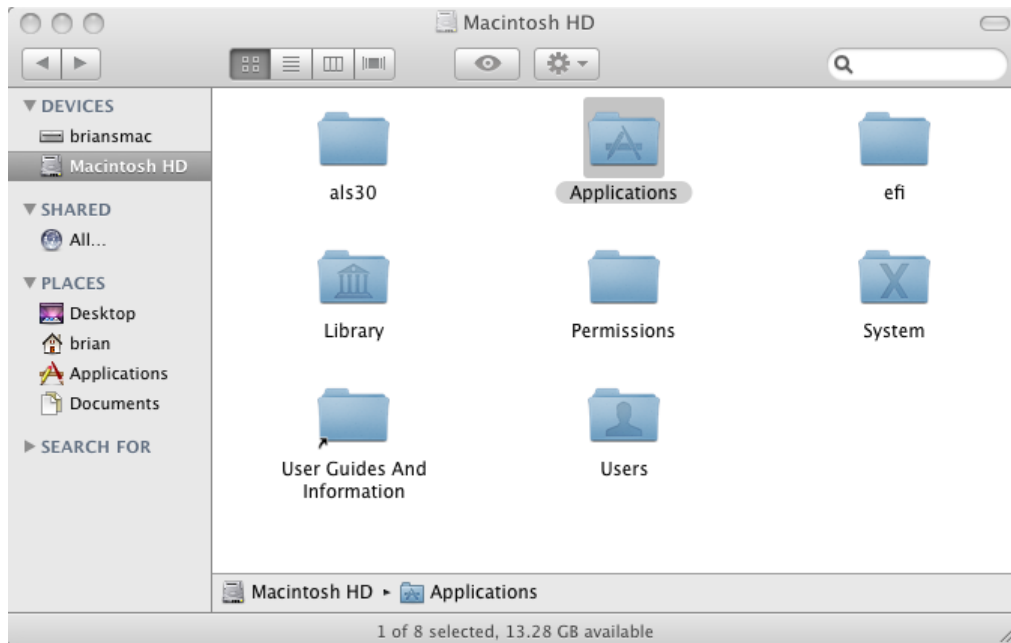 Macintosh HD
DEVICES
briansmac
Macintosh HD
SHARED
All...
PLACES
Desktop
brian
Applications
Documents
SEARCH FOR
als30
Applications
efi
Library
Permissions
System
User Guides And
Information
Users
Macintosh HD ▸ Applications
1 of 8 selected, 13.28 GB available